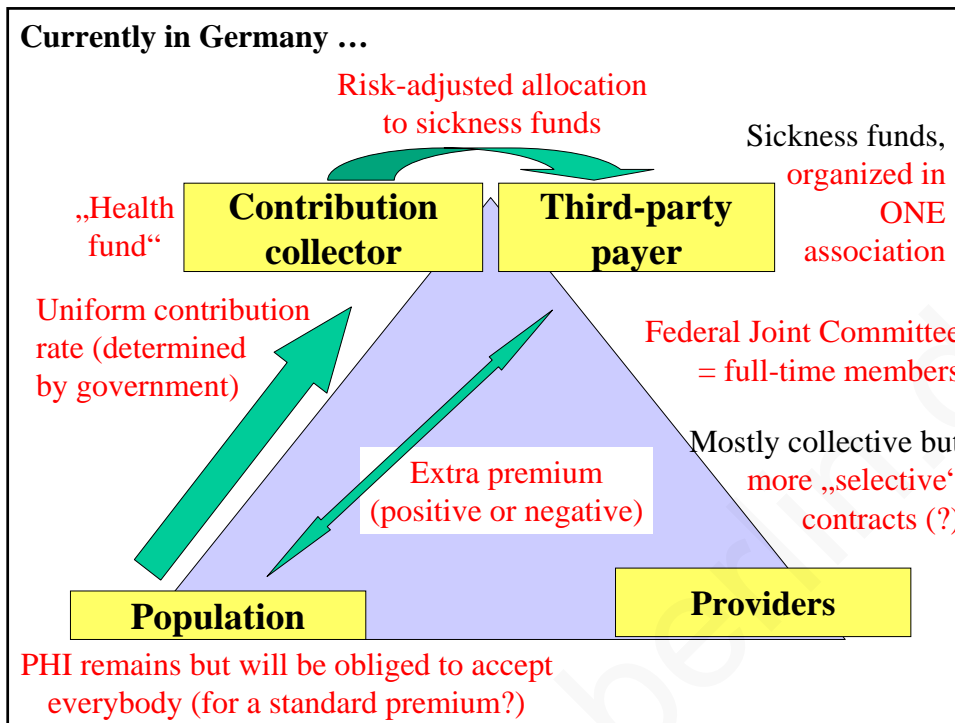 Currently in Germany …
Risk-adjusted allocation
to sickness funds
Sickness funds,
organized in
ONE
association
„Health
fund“
Contribution
collector
Third-party
payer
Uniform contribution
rate (determined
by government)
Federal Joint Committee
= full-time members
Extra premium
(positive or negative)
Mostly collective but
more „selective“
contracts (?)
Population
Providers
PHI remains but will be obliged to accept
everybody (for a standard premium?)
berlin.d